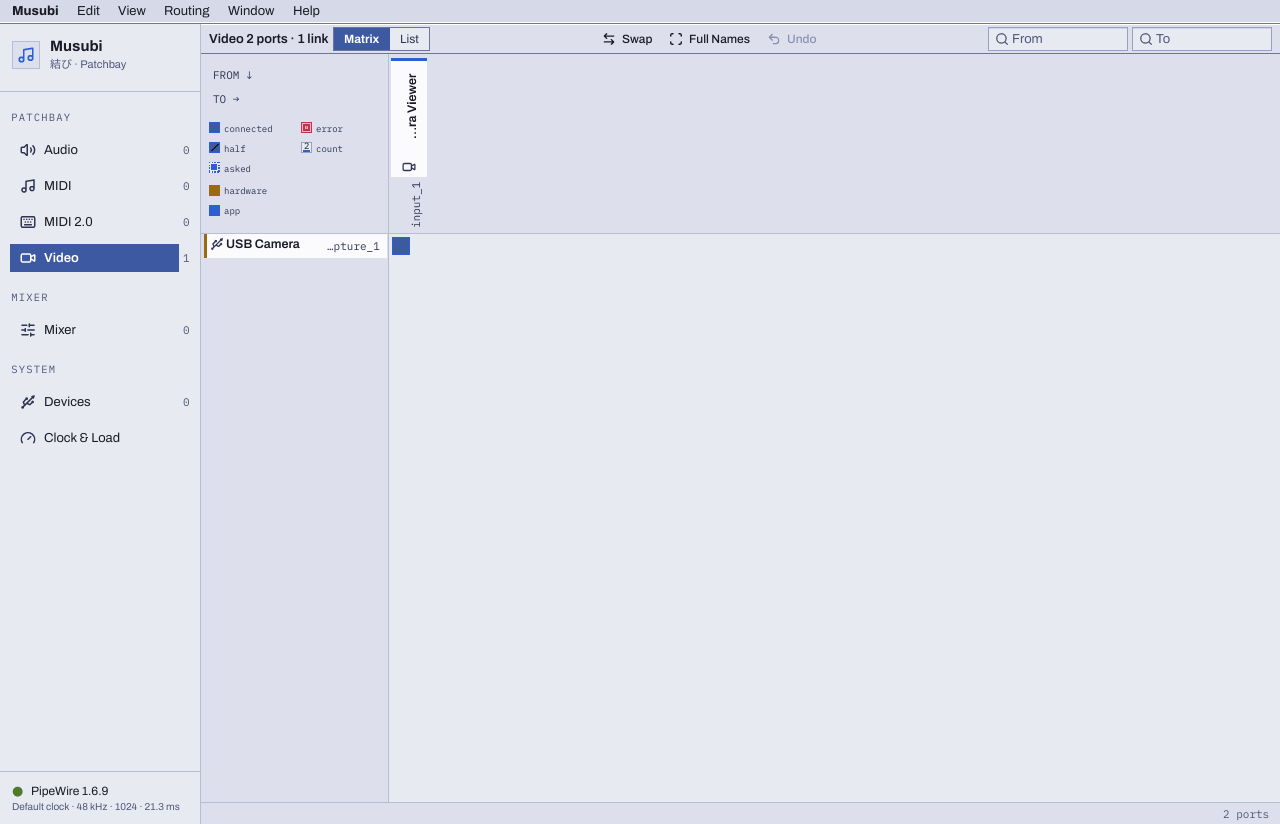 Musubi Edit View Routing Window Help
Musubi
結び · Patchbay
Video 2 ports · 1 link Matrix List Swap Full Names Undo From To
PATCHBAY
Audio 0
MIDI 0
MIDI 2.0 0
Video 1
MIXER
Mixer 0
SYSTEM
Devices 0
Clock & Load
PipeWire 1.6.9
Default clock · 48 kHz · 1024 · 21.3 ms
FROM ↓
TO →
connected error
half 2 count
asked
hardware
app
…ra Viewer
input_1
USB Camera …pture_1
2 ports